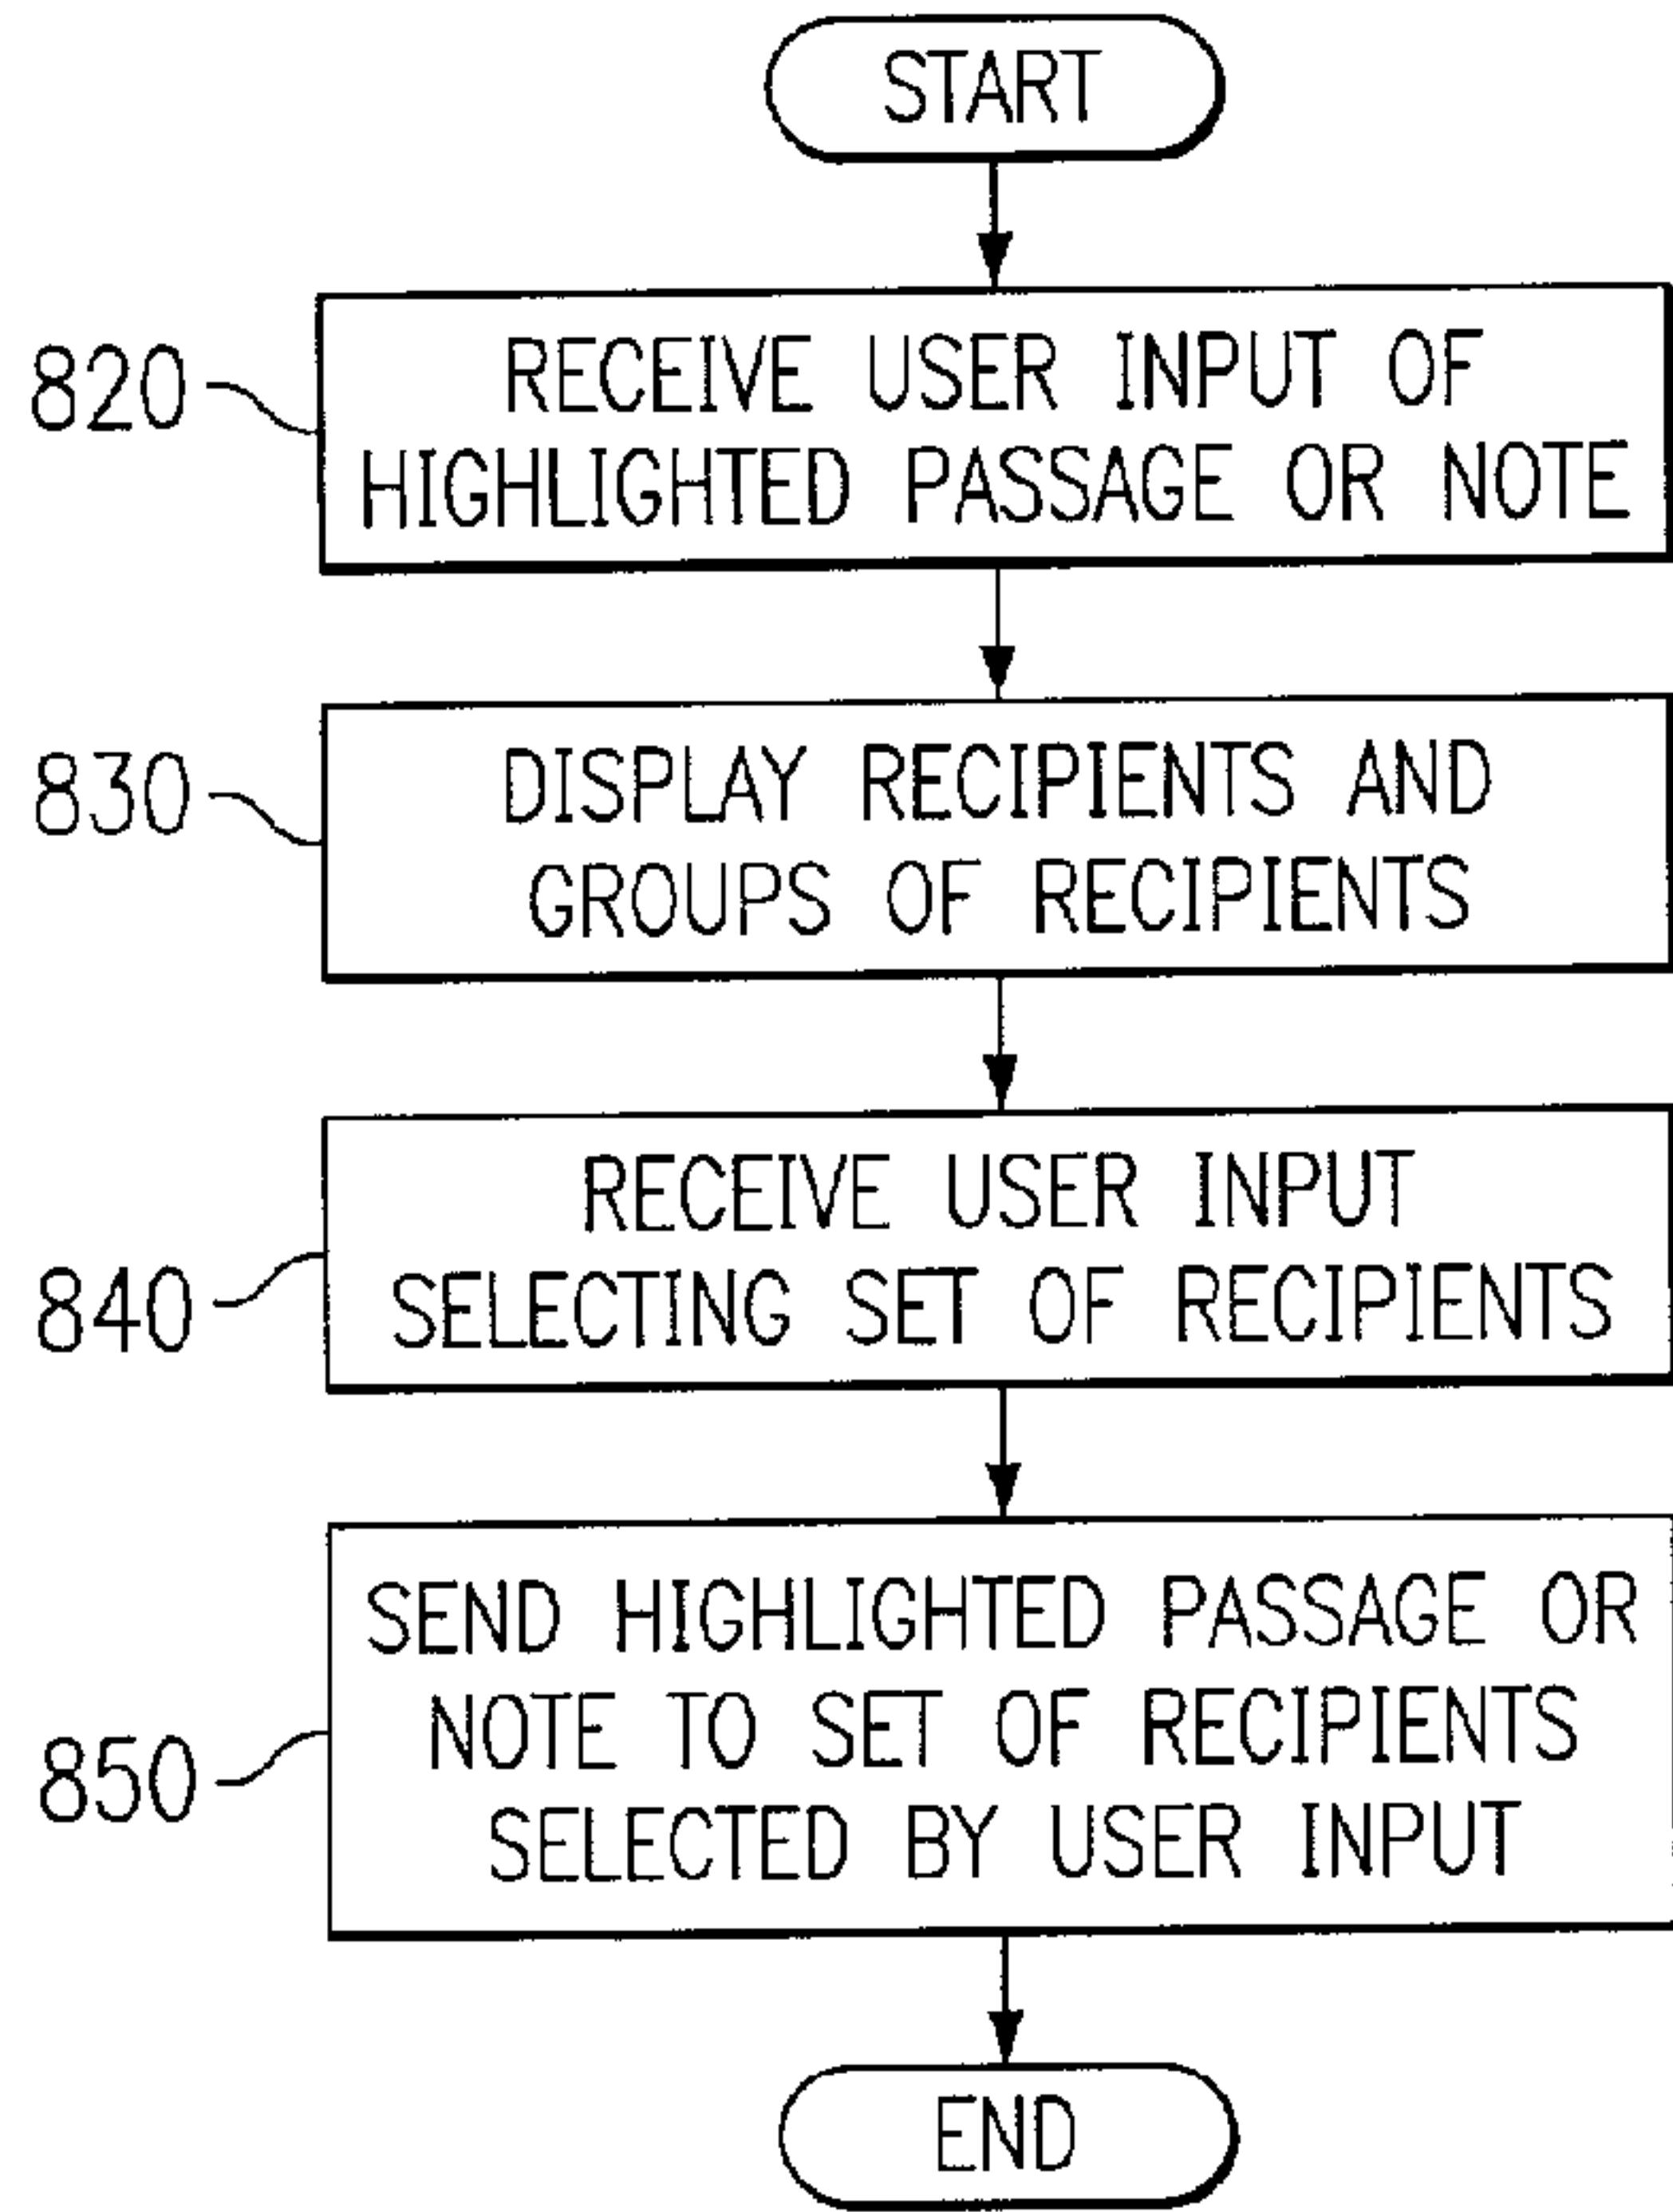 START
820
RECEIVE USER INPUT OF
HIGHLIGHTED PASSAGE OR NOTE
830
DISPLAY RECIPIENTS AND
GROUPS OF RECIPIENTS
840
RECEIVE USER INPUT
SELECTING SET OF RECIPIENTS
850
SEND HIGHLIGHTED PASSAGE OR
NOTE TO SET OF RECIPIENTS
SELECTED BY USER INPUT
END